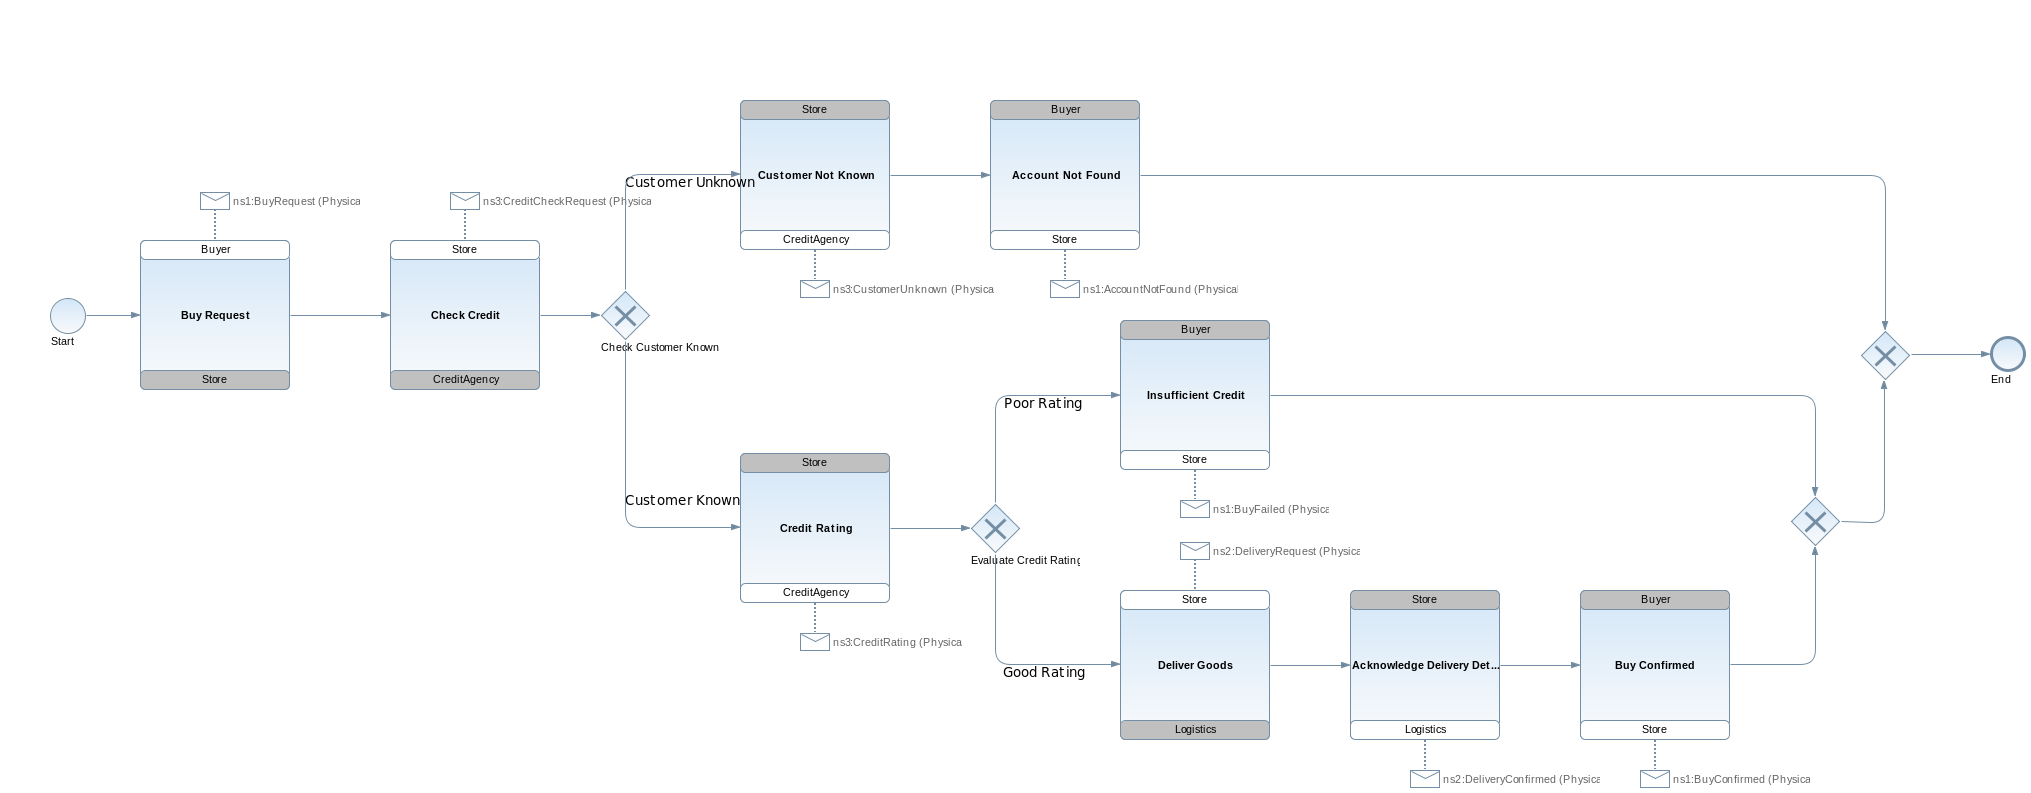 Store
Buyer
Customer Unknown
Customer Not Known
Account Not Found
ns1:BuyRequest (Physica
ns3:CreditCheckRequest (Physica
Buyer
Store
CreditAgency
Store
ns3:CustomerUnknown (Physica
ns1:AccountNotFound (Physical
Start
Buy Request
Check Credit
Check Customer Known
Store
CreditAgency
Buyer
Insufficient Credit
Poor Rating
Store
ns1:BuyFailed (Physica
End
Store
Customer Known
Credit Rating
Evaluate Credit Rating
CreditAgency
ns3:CreditRating (Physica
ns2:DeliveryRequest (Physica
Store
Store
Buyer
Good Rating
Deliver Goods
Acknowledge Delivery Det...
Buy Confirmed
Logistics
Logistics
Store
ns2:DeliveryConfirmed (Physica
ns1:BuyConfirmed (Physica